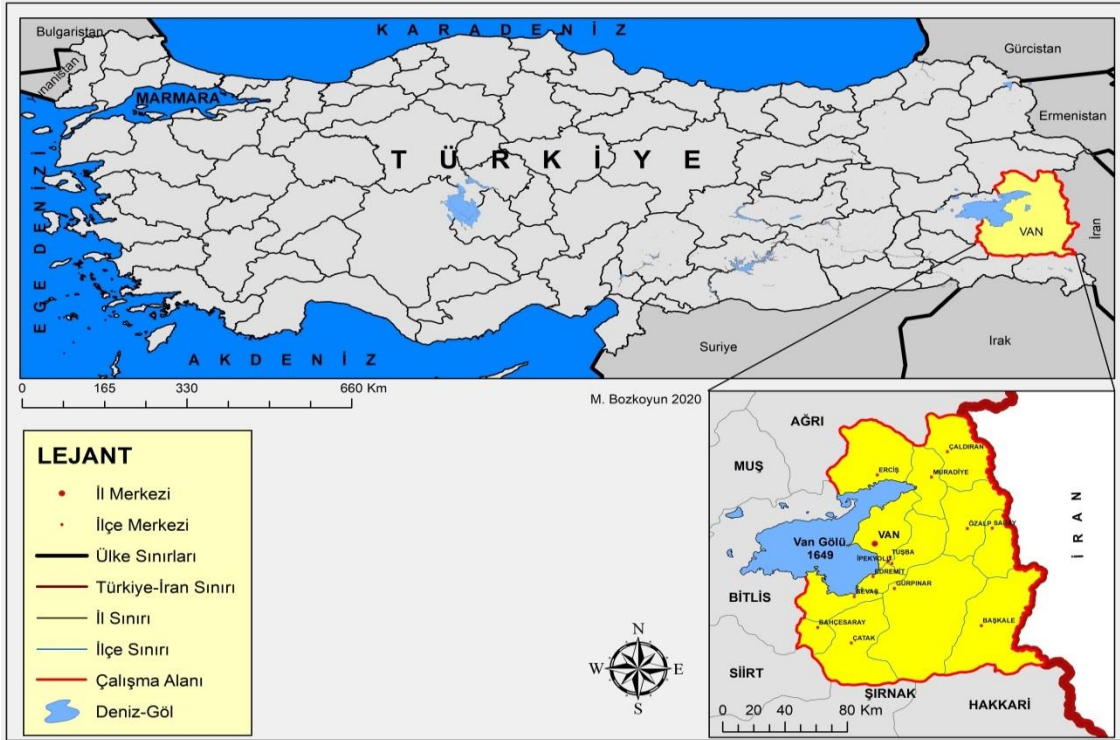 KARADENİZ
Bulgaristan
Yunanistan
Gürcistan
MARMARA
Ermenistan
TÜRKİYE
EGE DENİZİ
VAN
İran
Suriye
Irak
AKDENİZ
0 165 330 660 Km
M. Bozkoyun 2020
LEJANT
İl Merkezi
İlçe Merkezi
Ülke Sınırları
Türkiye-İran Sınırı
İl Sınırı
İlçe Sınırı
Çalışma Alanı
Deniz-Göl
N
W E
S
AĞRI
ÇALDIRAN
MUŞ
ERCİŞ
MURADİYE
İRAN
ÖZALP
VAN
Van Gölü
1649
TUŞBA
EDREMİT
GÜRPINAR
BİTLİS
BAHÇESARAY
BAŞKALE
ÇATAK
SİİRT
ŞIRNAK
HAKKARİ
0 20 40 80 Km